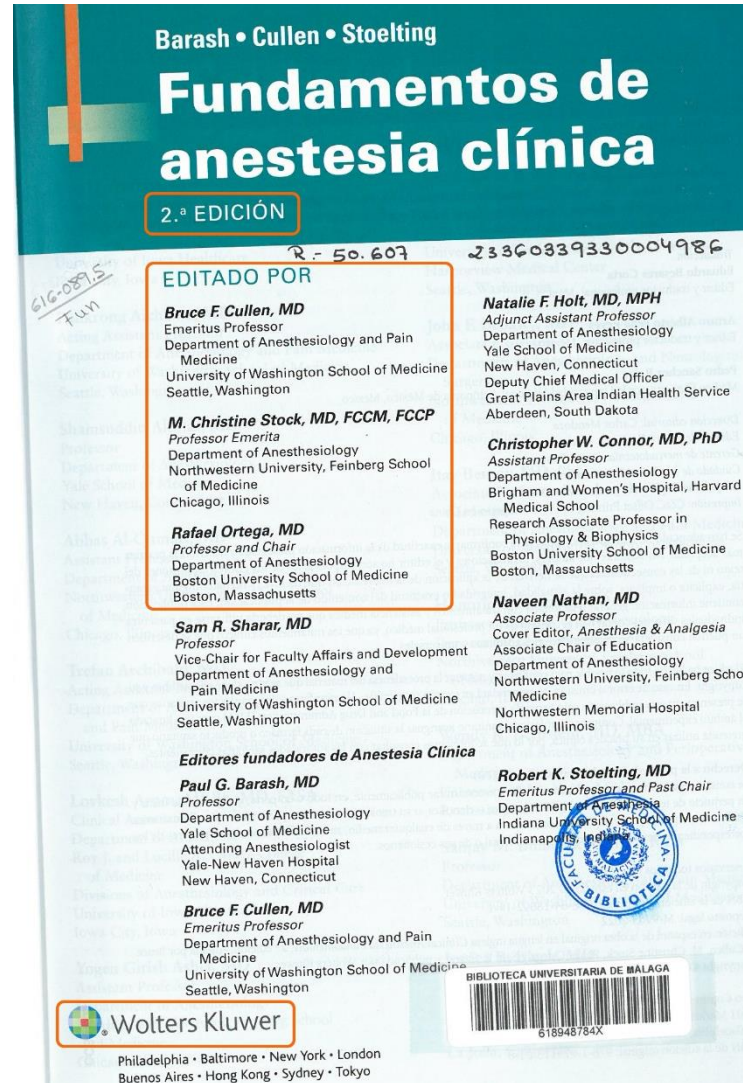 Barash • Cullen • Stoelting
Fundamentos de
anestesia clínica
2.ª EDICIÓN
R.- 50.607
23360339330004986
616-089.5
Fun
EDITADO POR
Bruce F. Cullen, MD
Emeritus Professor
Department of Anesthesiology and Pain
Medicine
University of Washington School of Medicine
Seattle, Washington
M. Christine Stock, MD, FCCM, FCCP
Professor Emerita
Department of Anesthesiology
Northwestern University, Feinberg School
of Medicine
Chicago, Illinois
Rafael Ortega, MD
Professor and Chair
Department of Anesthesiology
Boston University School of Medicine
Boston, Massachusetts
Sam R. Sharar, MD
Professor
Vice-Chair for Faculty Affairs and Development
Department of Anesthesiology and
Pain Medicine
University of Washington School of Medicine
Seattle, Washington
Natalie F. Holt, MD, MPH
Adjunct Assistant Professor
Department of Anesthesiology
Yale School of Medicine
New Haven, Connecticut
Deputy Chief Medical Officer
Great Plains Area Indian Health Service
Aberdeen, South Dakota
Christopher W. Connor, MD, PhD
Assistant Professor
Department of Anesthesiology
Brigham and Women's Hospital, Harvard
Medical School
Research Associate Professor in
Physiology & Biophysics
Boston University School of Medicine
Boston, Massauchsetts
Naveen Nathan, MD
Associate Professor
Cover Editor, Anesthesia & Analgesia
Associate Chair of Education
Department of Anesthesiology
Northwestern University, Feinberg Scho
Medicine
Northwestern Memorial Hospital
Chicago, Illinois
Editores fundadores de Anestesia Clínica
Paul G. Barash, MD
Professor
Department of Anesthesiology
Yale School of Medicine
Attending Anesthesiologist
Yale-New Haven Hospital
New Haven, Connecticut
Bruce F. Cullen, MD
Emeritus Professor
Department of Anesthesiology and Pain
Medicine
University of Washington School of Medicine
Seattle, Washington
Robert K. Stoelting, MD
Emeritus Professor and Past Chair
Department of Anesthesia
Indiana University School of Medicine
Indianapolis, Indiana
FACULTAD DE MEDICINA
BIBLIOTECA
BIBLIOTECA UNIVERSITARIA DE MÁLAGA
618948784X
Wolters Kluwer
Philadelphia • Baltimore • New York • London
Buenos Aires • Hong Kong • Sydney • Tokyo